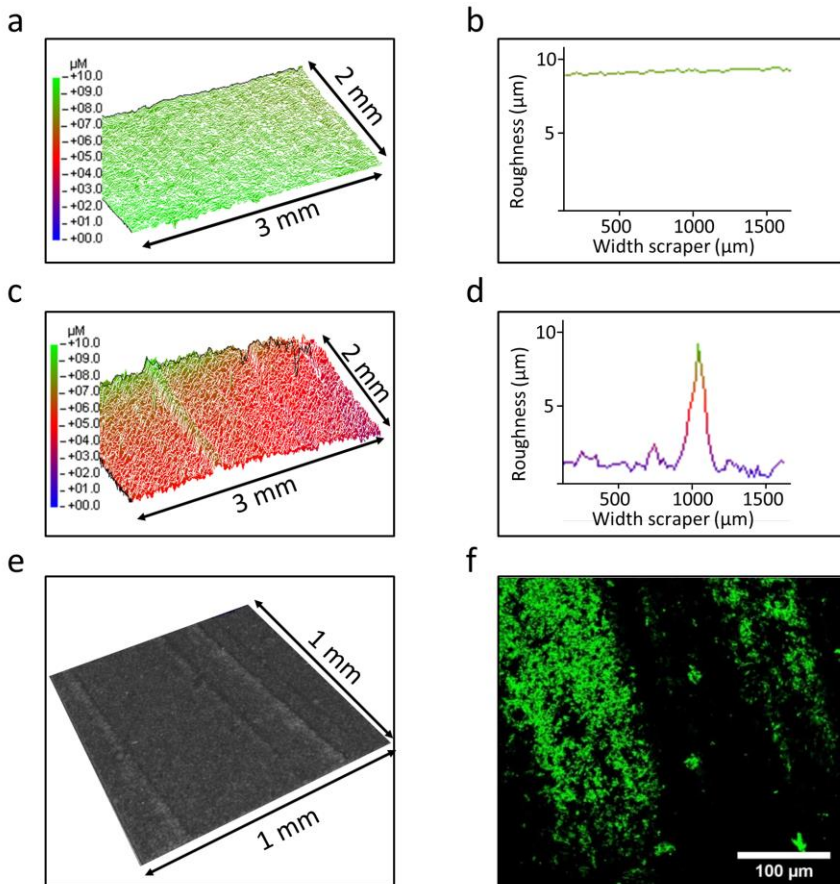 a
µM
+10.0
+09.0
+08.0
+07.0
+06.0
+05.0
+04.0
+03.0
+02.0
+01.0
+00.0
2 mm
3 mm
b
Roughness (µm)
10
5
500
1000
1500
Width scraper (µm)
c
µM
+10.0
+09.0
+08.0
+07.0
+06.0
+05.0
+04.0
+03.0
+02.0
+01.0
+00.0
2 mm
3 mm
d
Roughness (µm)
10
5
500
1000
1500
Width scraper (µm)
e
1 mm
1 mm
f
100 µm